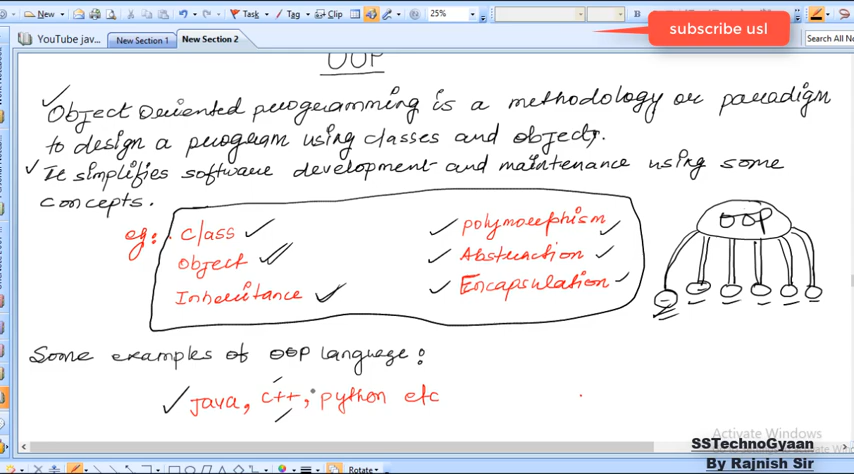 New
Task
Tag
Clip
25%
B
subscribe us!
YouTube jav...
New Section 1
New Section 2
Search All No
OOP
Object Oriented programming is a methodology or paradigm
to design a program using classes and objects.
It simplifies software development and maintenance using some
concepts.
eg: class
Object
Inheritance
polymorphism
Abstraction
Encapsulation
OOP
Some examples of OOP language:
java, c++, python etc
Activate Windows
SSTechnoGyaan
By Rajnish Sir
Rotate